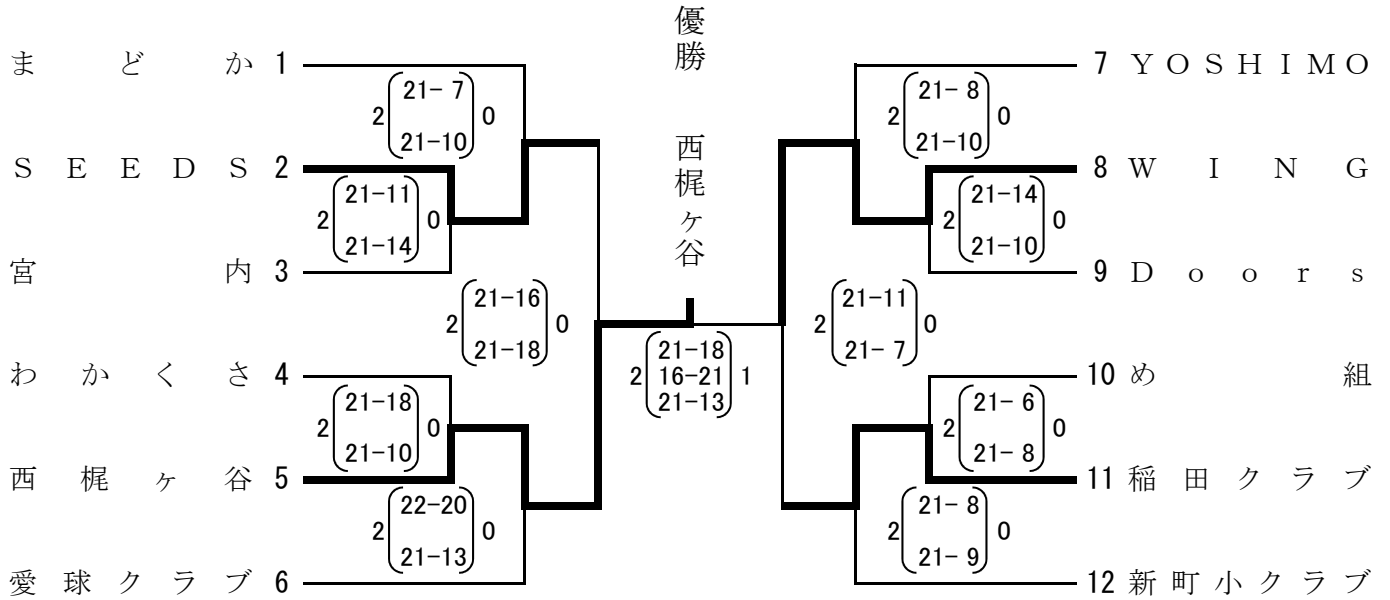 優勝 西梶ヶ谷
まどか 1
2 21- 7 0
21-10
SEEDS 2
2 21-11 0
21-14
宮内 3
2 21-16 0
21-18
わかくさ 4
2 21-18 0
21-10
西梶ヶ谷 5
2 22-20 0
21-13
愛球クラブ 6
21-18
2 16-21 1
21-13
7 YOSHIMO
2 21- 8 0
21-10
8 WING
2 21-14 0
21-10
9 Doors
2 21-11 0
21- 7
10 め組
2 21- 6 0
21- 8
11 稲田クラブ
2 21- 8 0
21- 9
12 新町小クラブ